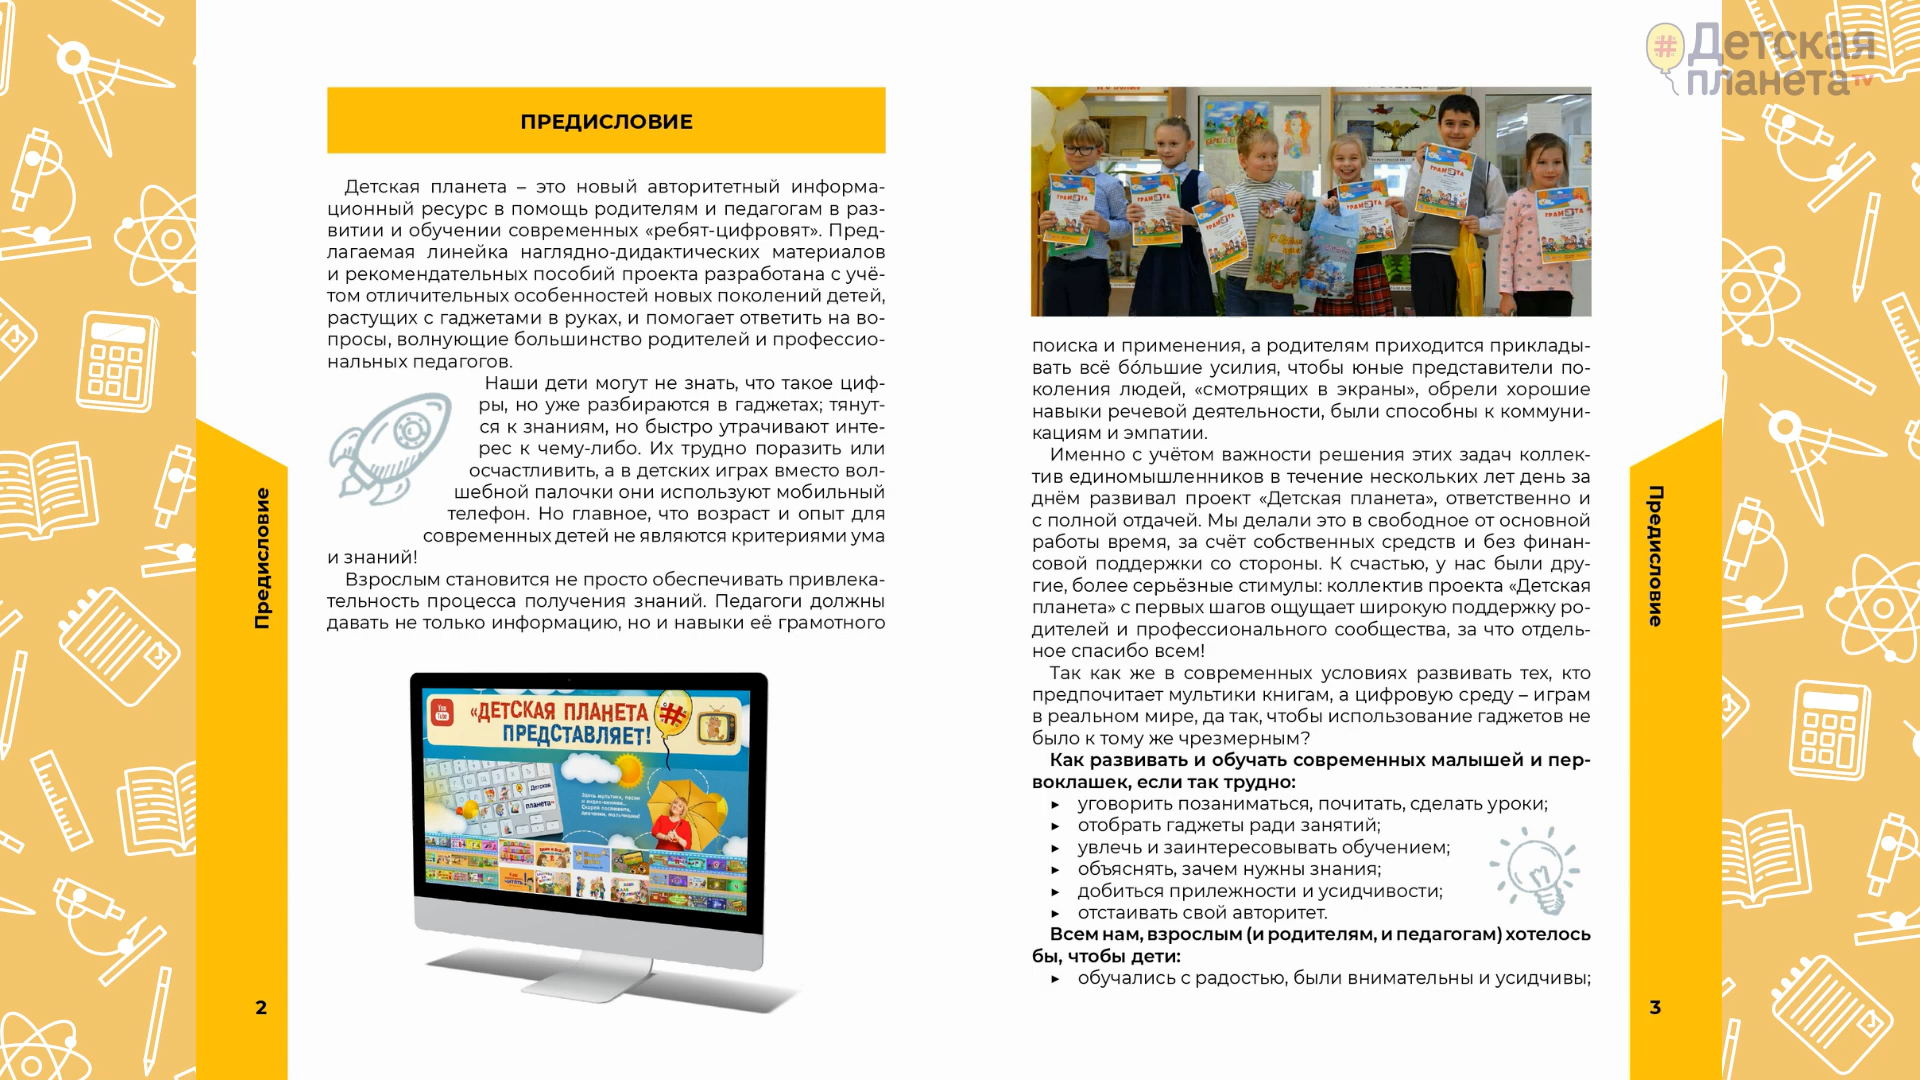 #Детская
планетаTV
ПРЕДИСЛОВИЕ
Детская планета – это новый авторитетный информа-
ционный ресурс в помощь родителям и педагогам в раз-
витии и обучении современных «ребят-цифровят». Пред-
лагаемая линейка наглядно-дидактических материалов
и рекомендательных пособий проекта разработана с учё-
том отличительных особенностей новых поколений детей,
растущих с гаджетами в руках, и помогает ответить на во-
просы, волнующие большинство родителей и профессио-
нальных педагогов.
Наши дети могут не знать, что такое циф-
ры, но уже разбираются в гаджетах; тянут-
ся к знаниям, но быстро утрачивают инте-
рес к чему-либо. Их трудно поразить или
осчастливить, а в детских играх вместо вол-
шебной палочки они используют мобильный
телефон. Но главное, что возраст и опыт для
современных детей не являются критериями ума
и знаний!
Взрослым становится не просто обеспечивать привлека-
тельность процесса получения знаний. Педагоги должны
давать не только информацию, но и навыки её грамотного
You
Tube
«ДЕТСКАЯ ПЛАНЕТА
ПРЕДСТАВЛЯЕТ!
#
Детская
планета
Здесь мультики, песни
Предисловие
2
ГРАМОТА
ГРАМОТА
ГРАМОТА
ГРАМОТА
ГРАМОТА
ГРАМОТА
поиска и применения, а родителям приходится приклады-
вать всё бо́льшие усилия, чтобы юные представители по-
коления людей, «смотрящих в экраны», обрели хорошие
навыки речевой деятельности, были способны к коммуни-
кациям и эмпатии.
Именно с учётом важности решения этих задач коллек-
тив единомышленников в течение нескольких лет день за
днём развивал проект «Детская планета», ответственно и
с полной отдачей. Мы делали это в свободное от основной
работы время, за счёт собственных средств и без финан-
совой поддержки со стороны. К счастью, у нас были дру-
гие, более серьёзные стимулы: коллектив проекта «Детская
планета» с первых шагов ощущает широкую поддержку ро-
дителей и профессионального сообщества, за что отдель-
ное спасибо всем!
Так как же в современных условиях развивать тех, кто
предпочитает мультики книгам, а цифровую среду – играм
в реальном мире, да так, чтобы использование гаджетов не
было к тому же чрезмерным?
Как развивать и обучать современных малышей и пер-
воклашек, если так трудно:
▸ уговорить позаниматься, почитать, сделать уроки;
▸ отобрать гаджеты ради занятий;
▸ увлечь и заинтересовывать обучением;
▸ объяснять, зачем нужны знания;
▸ добиться прилежности и усидчивости;
▸ отстаивать свой авторитет.
Всем нам, взрослым (и родителям, и педагогам) хотелось
бы, чтобы дети:
▸ обучались с радостью, были внимательны и усидчивы;
Предисловие
3